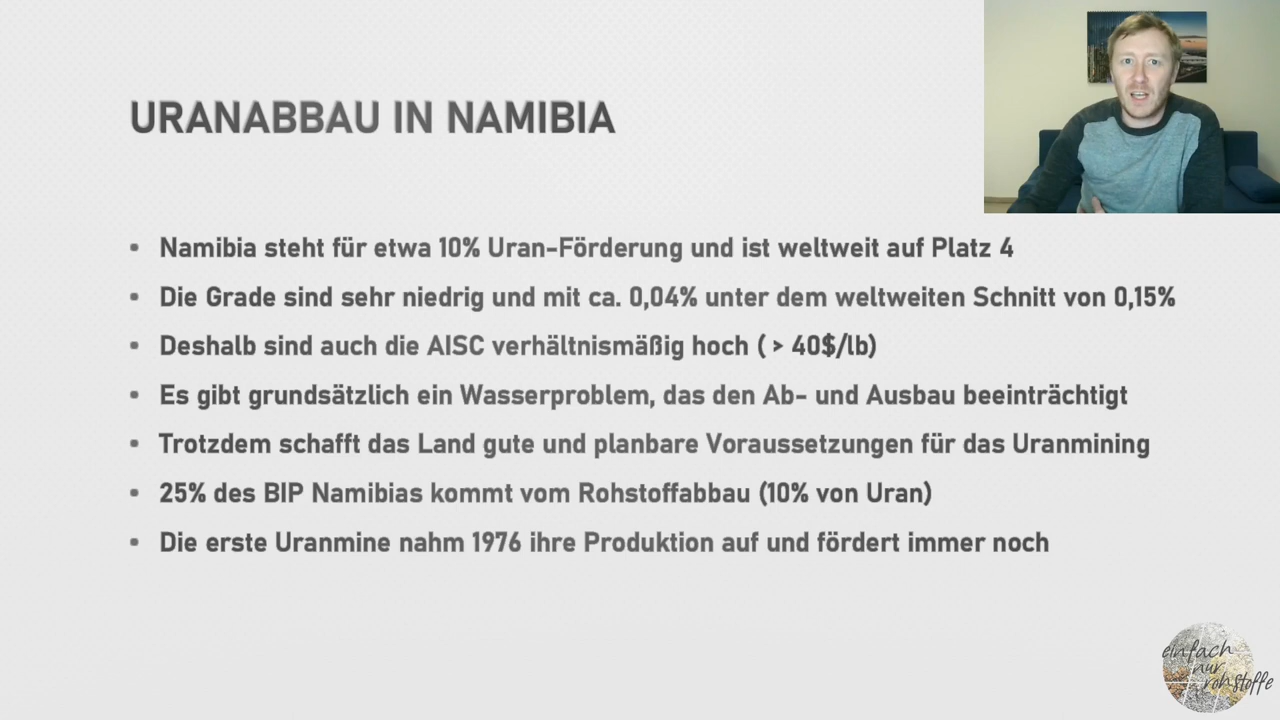 URANABBAU IN NAMIBIA
• Namibia steht für etwa 10% Uran-Förderung und ist weltweit auf Platz 4
• Die Grade sind sehr niedrig und mit ca. 0,04% unter dem weltweiten Schnitt von 0,15%
• Deshalb sind auch die AISC verhältnismäßig hoch ( > 40$/lb)
• Es gibt grundsätzlich ein Wasserproblem, das den Ab- und Ausbau beeinträchtigt
• Trotzdem schafft das Land gute und planbare Voraussetzungen für das Uranmining
• 25% des BIP Namibias kommt vom Rohstoffabbau (10% von Uran)
• Die erste Uranmine nahm 1976 ihre Produktion auf und fördert immer noch
einfach
nur
rohstoffe